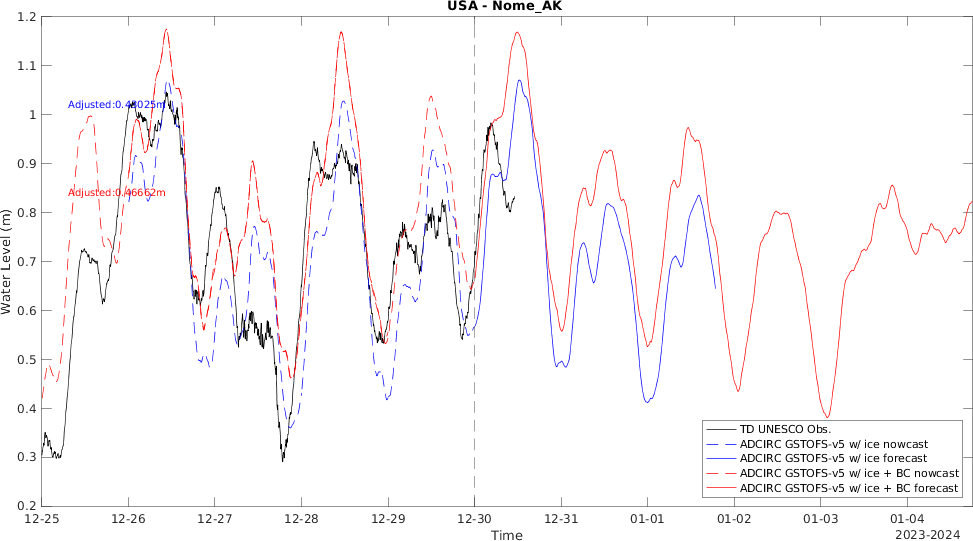 USA - Nome_AK
1.2
1.1
1
0.9
0.8
0.7
0.6
0.5
0.4
0.3
0.2
Water Level (m)
Adjusted:0.48025m
Adjusted:0.46662m
TD UNESCO Obs.
ADCIRC GSTOFS-v5 w/ ice nowcast
ADCIRC GSTOFS-v5 w/ ice forecast
ADCIRC GSTOFS-v5 w/ ice + BC nowcast
ADCIRC GSTOFS-v5 w/ ice + BC forecast
12-25 12-26 12-27 12-28 12-29 12-30 12-31 01-01 01-02 01-03 01-04
Time
2023-2024